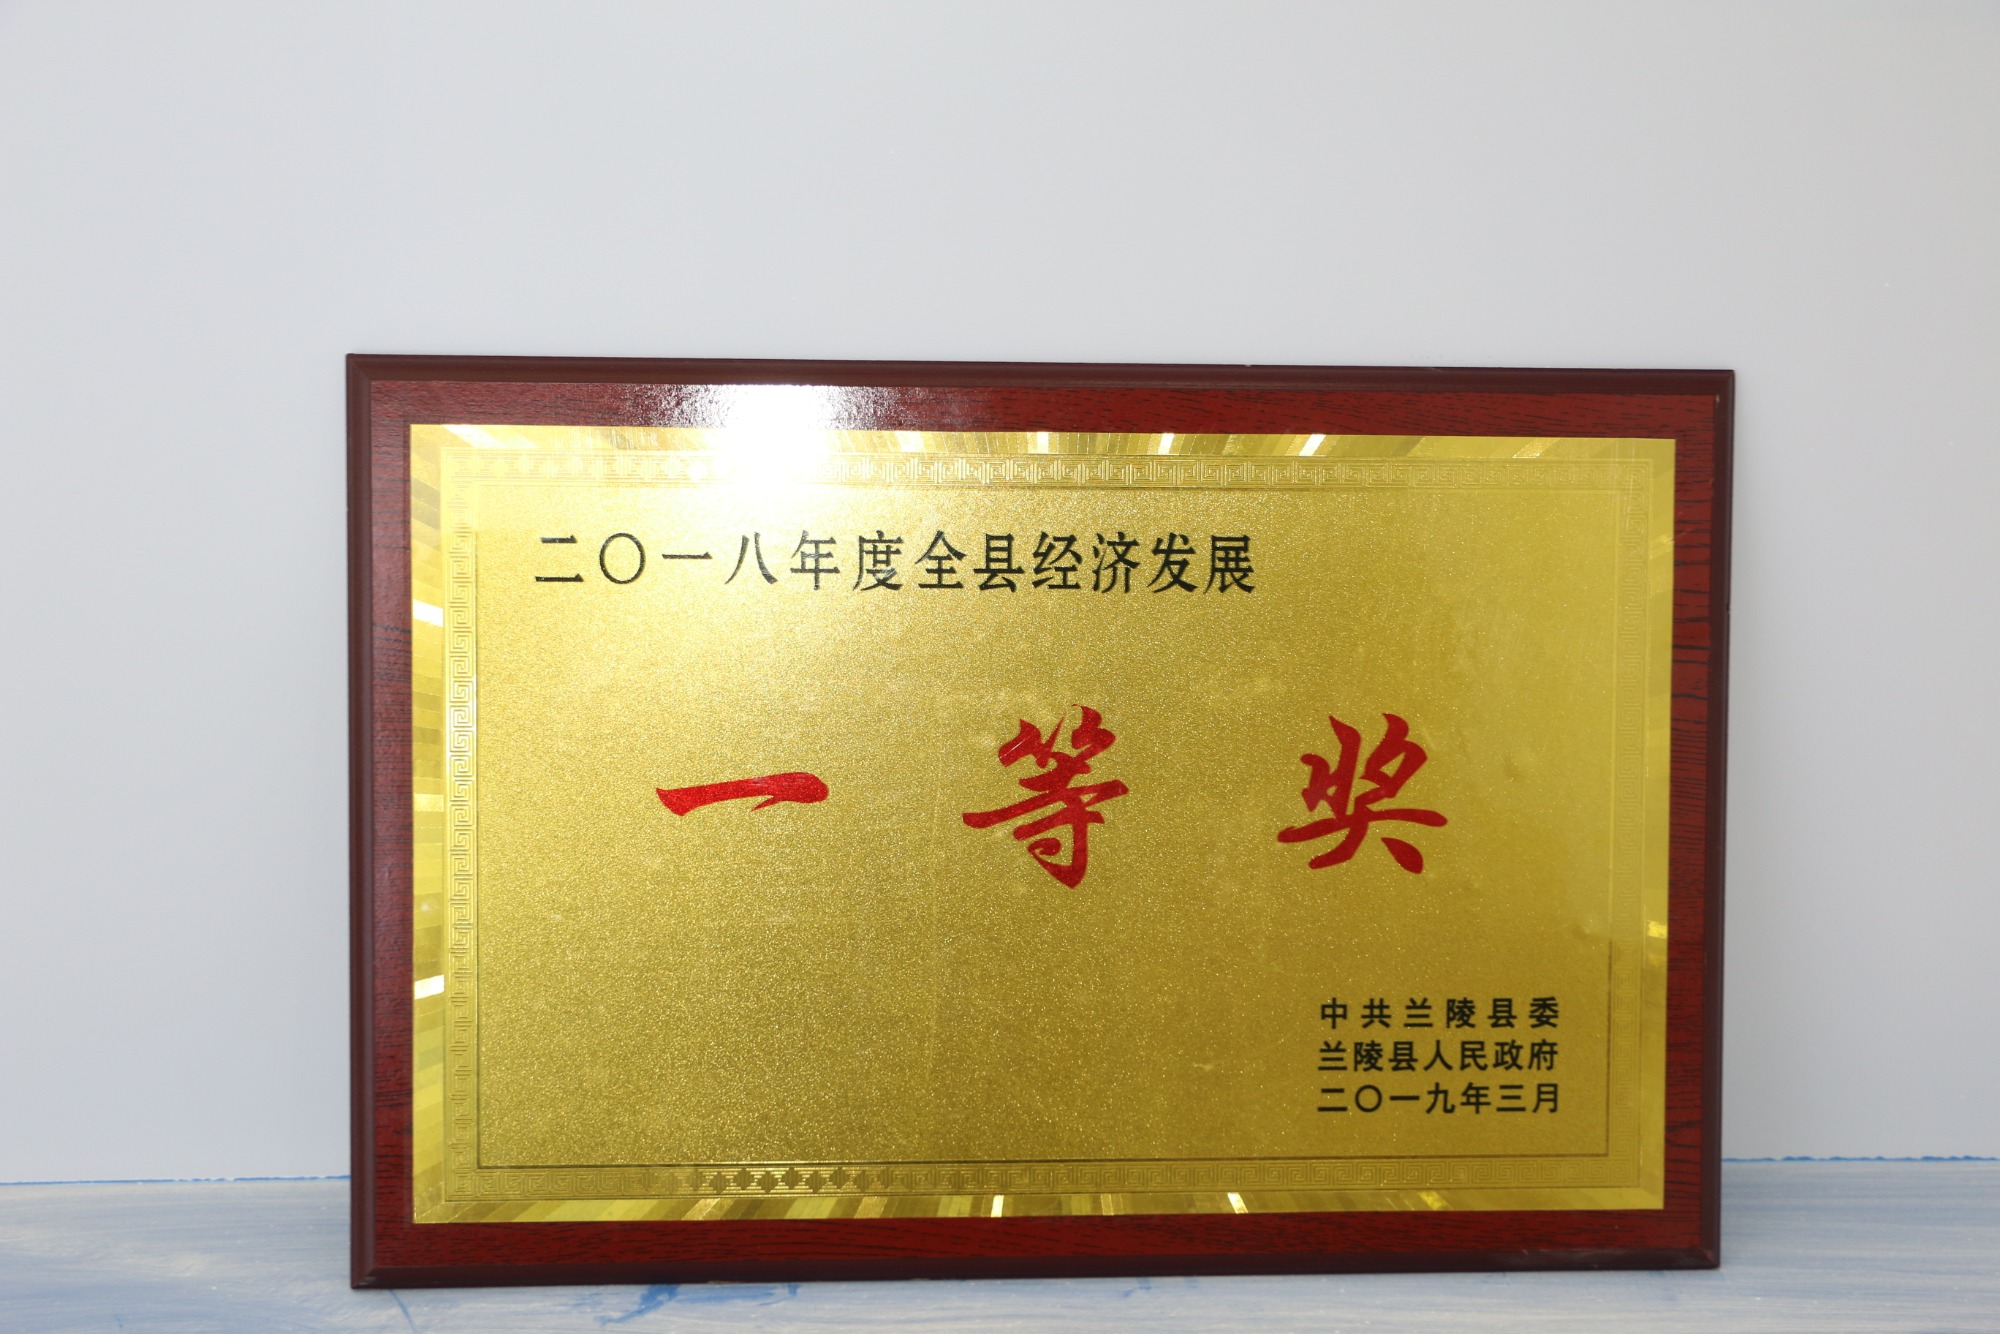 二〇一八年度全县经济发展
一等奖
中共兰陵县委
兰陵县人民政府
二〇一九年三月